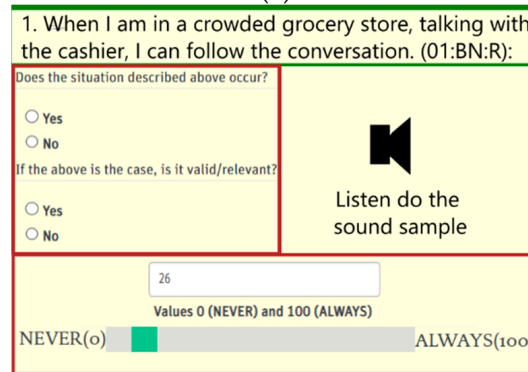 1. When I am in a crowded grocery store, talking with
the cashier, I can follow the conversation. (01:BN:R):
Does the situation described above occur?
Yes
No
If the above is the case, is it valid/relevant?
Yes
No
Listen do the
sound sample
26
Values 0 (NEVER) and 100 (ALWAYS)
NEVER(0) ALWAYS(100